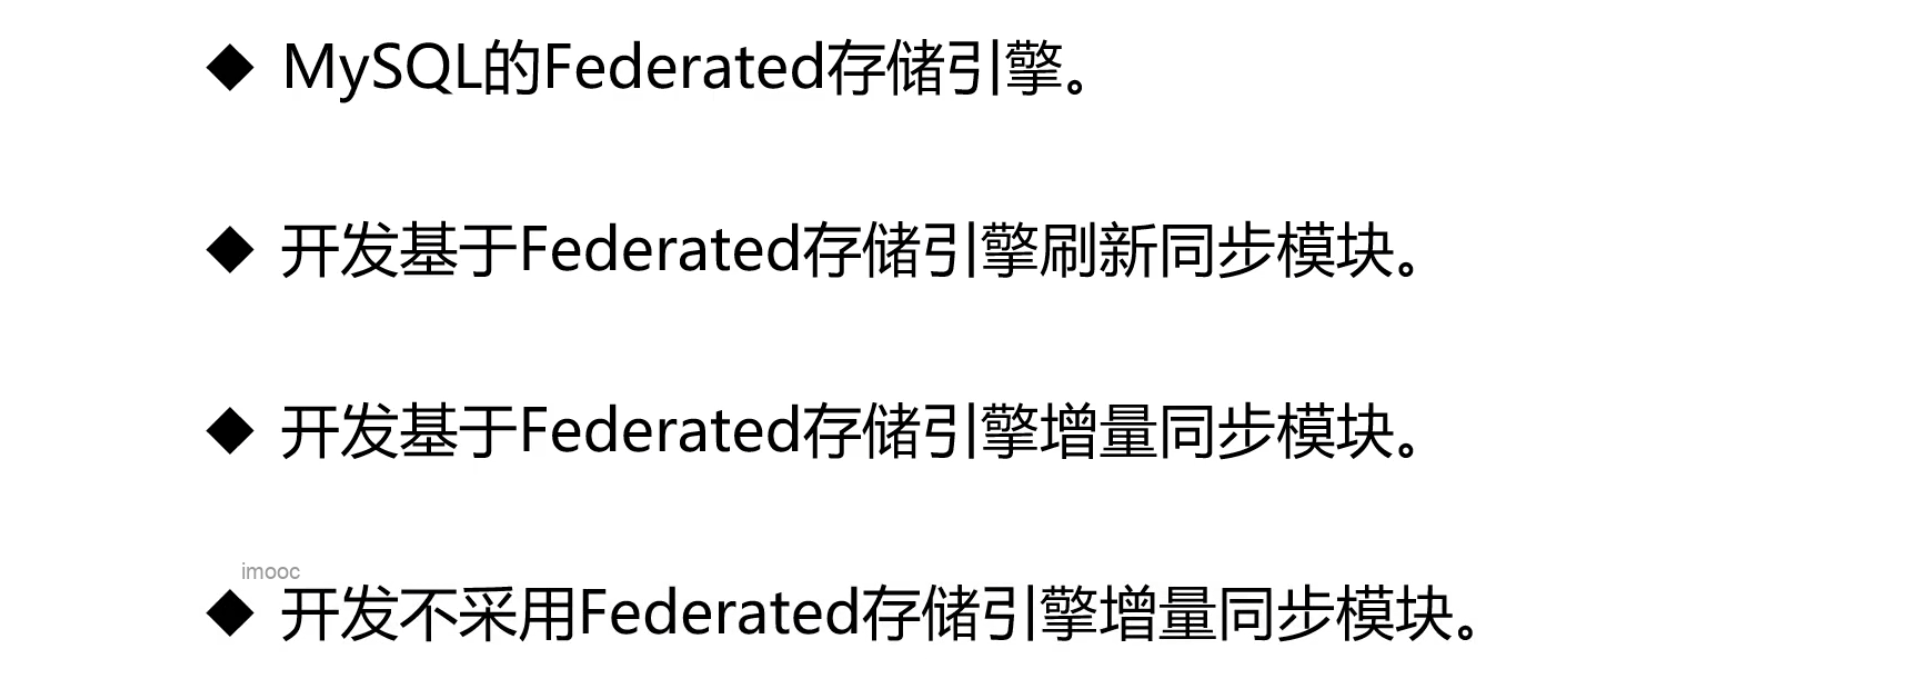 ◆ MySQL的Federated存储引擎。
◆ 开发基于Federated存储引擎刷新同步模块。
◆ 开发基于Federated存储引擎增量同步模块。
imooc
◆ 开发不采用Federated存储引擎增量同步模块。